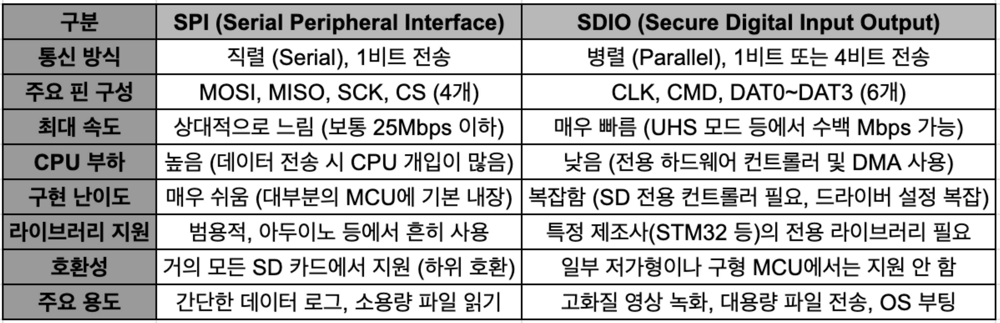 구분 SPI (Serial Peripheral Interface) SDIO (Secure Digital Input Output)
통신 방식 직렬 (Serial), 1비트 전송 병렬 (Parallel), 1비트 또는 4비트 전송
주요 핀 구성 MOSI, MISO, SCK, CS (4개) CLK, CMD, DAT0~DAT3 (6개)
최대 속도 상대적으로 느림 (보통 25Mbps 이하) 매우 빠름 (UHS 모드 등에서 수백 Mbps 가능)
CPU 부하 높음 (데이터 전송 시 CPU 개입이 많음) 낮음 (전용 하드웨어 컨트롤러 및 DMA 사용)
구현 난이도 매우 쉬움 (대부분의 MCU에 기본 내장) 복잡함 (SD 전용 컨트롤러 필요, 드라이버 설정 복잡)
라이브러리 지원 범용적, 아두이노 등에서 흔히 사용 특정 제조사(STM32 등)의 전용 라이브러리 필요
호환성 거의 모든 SD 카드에서 지원 (하위 호환) 일부 저가형이나 구형 MCU에서는 지원 안 함
주요 용도 간단한 데이터 로그, 소용량 파일 읽기 고화질 영상 녹화, 대용량 파일 전송, OS 부팅